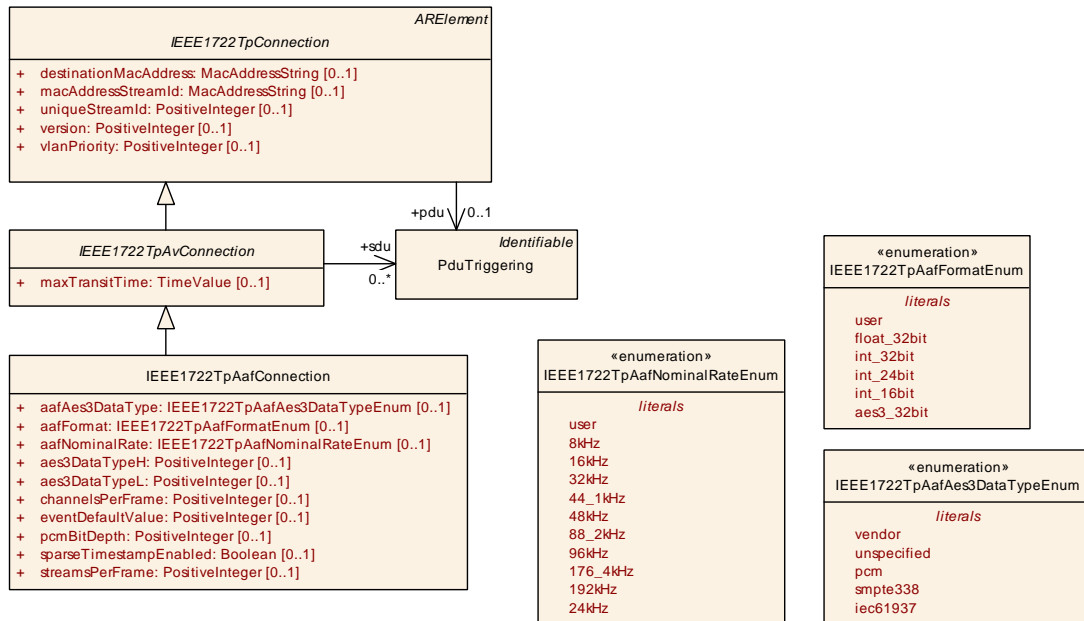 ARElement
IEEE1722TpConnection
+ destinationMacAddress: MacAddressString [0..1]
+ macAddressStreamId: MacAddressString [0..1]
+ uniqueStreamId: PositiveInteger [0..1]
+ version: PositiveInteger [0..1]
+ vlanPriority: PositiveInteger [0..1]
+pdu 0..1
IEEE1722TpAvConnection
+ maxTransitTime: TimeValue [0..1]
+sdu
0..*
Identifiable
PduTriggering
IEEE1722TpAafConnection
+ aafAes3DataType: IEEE1722TpAafAes3DataTypeEnum [0..1]
+ aafFormat: IEEE1722TpAafFormatEnum [0..1]
+ aafNominalRate: IEEE1722TpAafNominalRateEnum [0..1]
+ aes3DataTypeH: PositiveInteger [0..1]
+ aes3DataTypeL: PositiveInteger [0..1]
+ channelsPerFrame: PositiveInteger [0..1]
+ eventDefaultValue: PositiveInteger [0..1]
+ pcmBitDepth: PositiveInteger [0..1]
+ sparseTimestampEnabled: Boolean [0..1]
+ streamsPerFrame: PositiveInteger [0..1]
«enumeration»
IEEE1722TpAafNominalRateEnum
literals
user
8kHz
16kHz
32kHz
44_1kHz
48kHz
88_2kHz
96kHz
176_4kHz
192kHz
24kHz
«enumeration»
IEEE1722TpAafFormatEnum
literals
user
float_32bit
int_32bit
int_24bit
int_16bit
aes3_32bit
«enumeration»
IEEE1722TpAafAes3DataTypeEnum
literals
vendor
unspecified
pcm
smpte338
iec61937